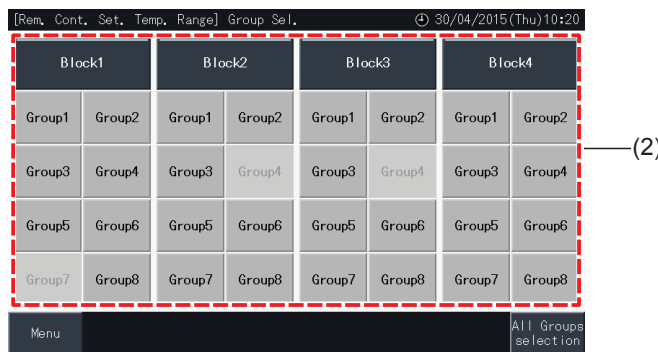 [Rem. Cont. Set. Temp. Range] Group Sel. 30/04/2015(Thu)10:20
Block1 Block2 Block3 Block4
Group1 Group2 Group1 Group2 Group1 Group2 Group1 Group2
(2)
Group3 Group4 Group3 Group4 Group3 Group4 Group3 Group4
Group5 Group6 Group5 Group6 Group5 Group6 Group5 Group6
Group7 Group8 Group7 Group8 Group7 Group8 Group7 Group8
Menu
All Groups
selection